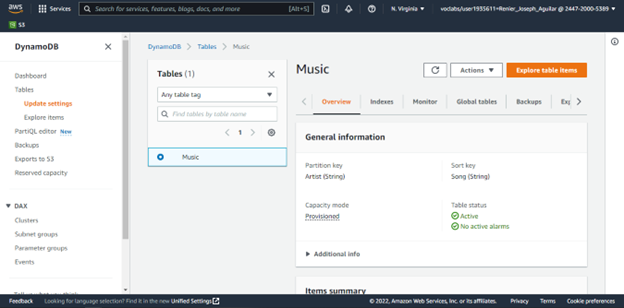 aws
Services
Search for services, features, blogs, docs, and more
[Alt+S]
N. Virginia
voclabs/user1935611=Renier_Joseph_Aguilar @ 2447-2000-5389
S3
DynamoDB
Dashboard
Tables
Update settings
Explore items
PartiQL editor New
Backups
Exports to S3
Reserved capacity
DAX
Clusters
Subnet groups
Parameter groups
Events
DynamoDB > Tables > Music
Tables (1)
Any table tag
Find tables by table name
1
Music
Music
Actions
Explore table items
Overview
Indexes
Monitor
Global tables
Backups
General information
Partition key
Artist (String)
Sort key
Song (String)
Capacity mode
Provisioned
Table status
Active
No active alarms
Additional info
Items summary
Feedback
Looking for language selection? Find it in the new Unified Settings
© 2022, Amazon Web Services, Inc. or its affiliates.
Privacy
Terms
Cookie preferences